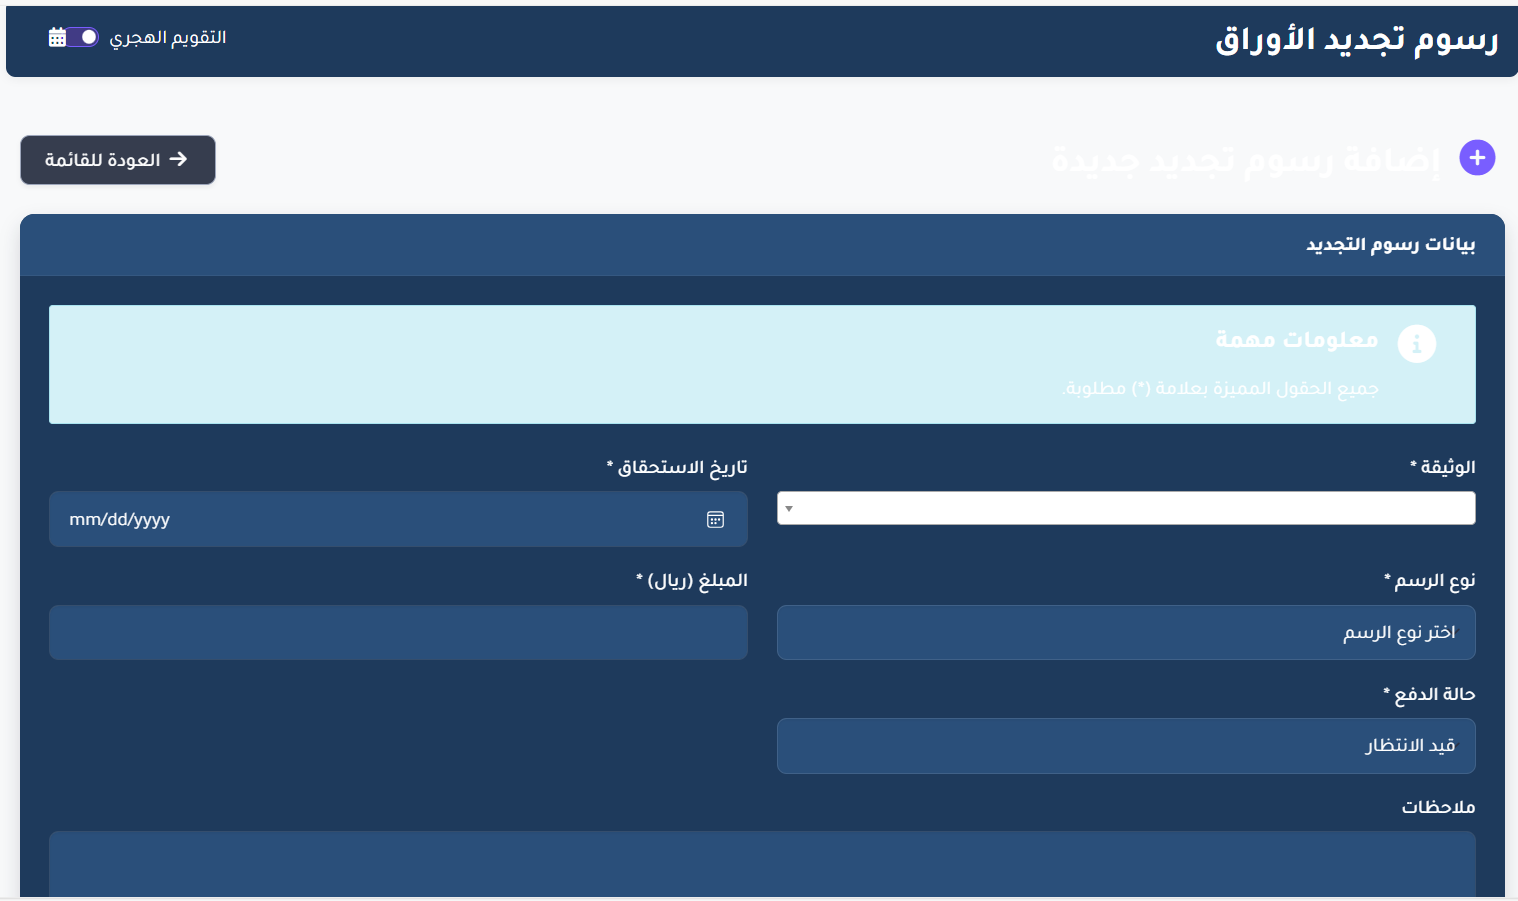 رسوم تجديد الأوراق
التقويم الهجري
إضافة رسوم تجديد جديدة
العودة للقائمة
بيانات رسوم التجديد
معلومات مهمة
جميع الحقول المميزة بعلامة (*) مطلوبة.
الوثيقة *
تاريخ الاستحقاق *
mm/dd/yyyy
نوع الرسم *
المبلغ (ريال) *
اختر نوع الرسم
حالة الدفع *
قيد الانتظار
ملاحظات